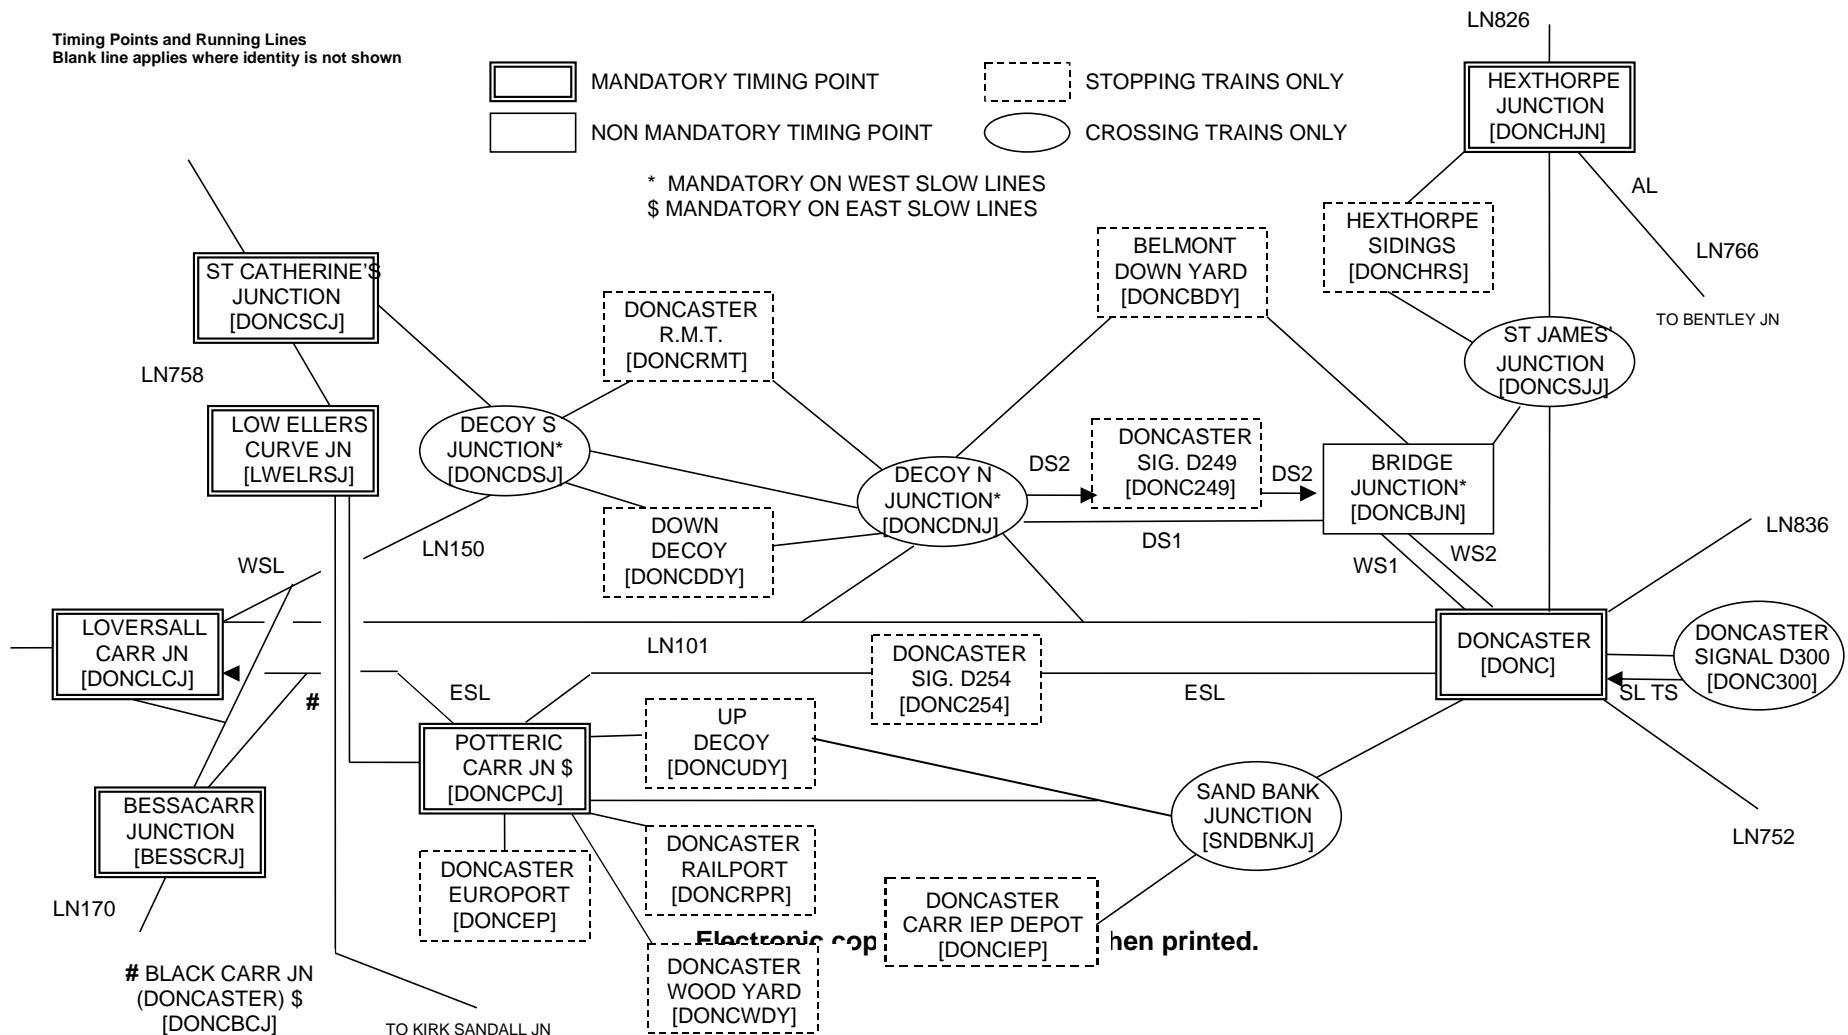 LN826
Timing Points and Running Lines
Blank line applies where identity is not shown
MANDATORY TIMING POINT
STOPPING TRAINS ONLY
NON MANDATORY TIMING POINT
CROSSING TRAINS ONLY
* MANDATORY ON WEST SLOW LINES
$ MANDATORY ON EAST SLOW LINES
HEXTHORPE
JUNCTION
[DONCHJN]
AL
HEXTHORPE
SIDINGS
[DONCHRS]
LN766
TO BENTLEY JN
BELMONT
DOWN YARD
[DONCBDY]
ST CATHERINE'S
JUNCTION
[DONCSCJ]
DONCASTER
R.M.T.
[DONCRMT]
ST JAMES'
JUNCTION
[DONCSJJ]
LN758
LOW ELLERS
CURVE JN
[LWELRSJ]
DECOY S
JUNCTION*
[DONCDSJ]
DECOY N
JUNCTION*
[DONCDNJ]
DS2
DONCASTER
SIG. D249
[DONC249]
DS2
BRIDGE
JUNCTION*
[DONCBJN]
DOWN
DECOY
[DONCDDY]
LN150
DS1
WS1
WS2
LN836
WSL
LOVERSALL
CARR JN
[DONCLCJ]
LN101
DONCASTER
SIG. D254
[DONC254]
DONCASTER
[DONC]
DONCASTER
SIGNAL D300
[DONC300]
SL TS
#
ESL
ESL
UP
DECOY
[DONCUDY]
POTTERIC
CARR JN $
[DONCPCJ]
SAND BANK
JUNCTION
[SNDBNKJ]
BESSACARR
JUNCTION
[BESSCRJ]
LN752
DONCASTER
EUROPORT
[DONCEP]
DONCASTER
RAILPORT
[DONCRPR]
DONCASTER
CARR IEP DEPOT
[DONCIEP]
LN170
Electronic cop hen printed.
DONCASTER
WOOD YARD
[DONCWDY]
# BLACK CARR JN
(DONCASTER) $
[DONCBCJ]
TO KIRK SANDALL JN